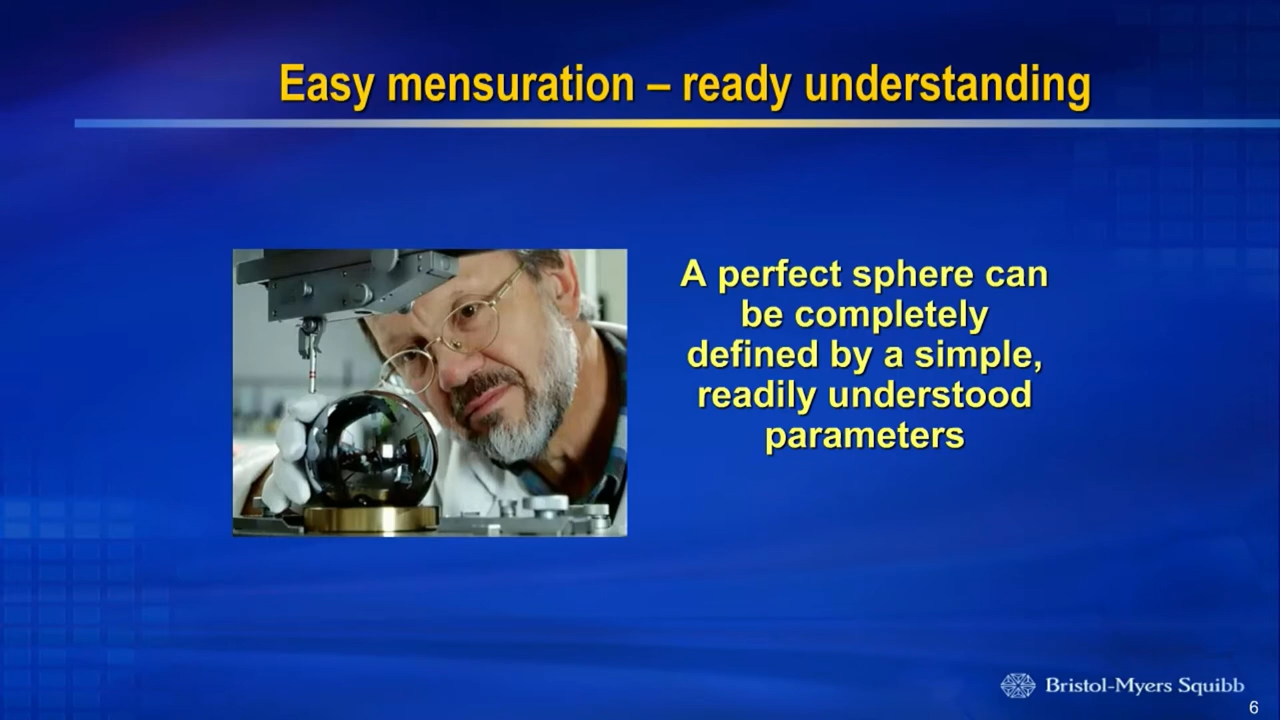 Easy mensuration – ready understanding
A perfect sphere can
be completely
defined by a simple,
readily understood
parameters
Bristol-Myers Squibb
6